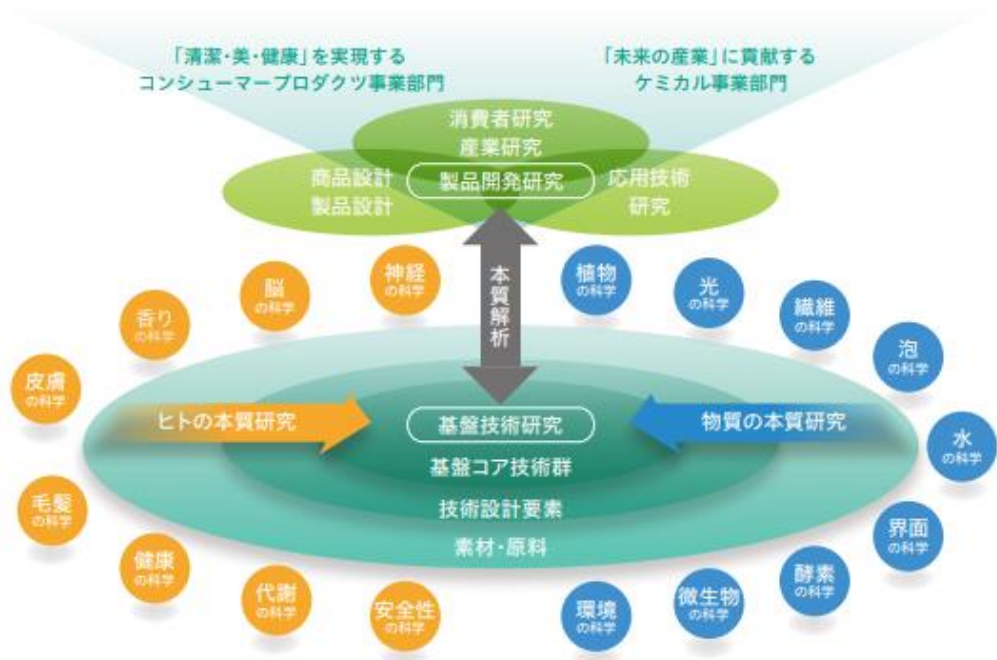 「清潔・美・健康」を実現する
コンシューマープロダクツ事業部門
「未来の産業」に貢献する
ケミカル事業部門
消費者研究
産業研究
商品設計
製品設計
製品開発研究
応用技術
研究
本質解析
神経
の科学
脳
の科学
香り
の科学
皮膚
の科学
毛髪
の科学
健康
の科学
代謝
の科学
安全性
の科学
植物
の科学
光
の科学
繊維
の科学
泡
の科学
水
の科学
界面
の科学
酵素
の科学
微生物
の科学
環境
の科学
ヒトの本質研究
物質の本質研究
基盤技術研究
基盤コア技術群
技術設計要素
素材・原料